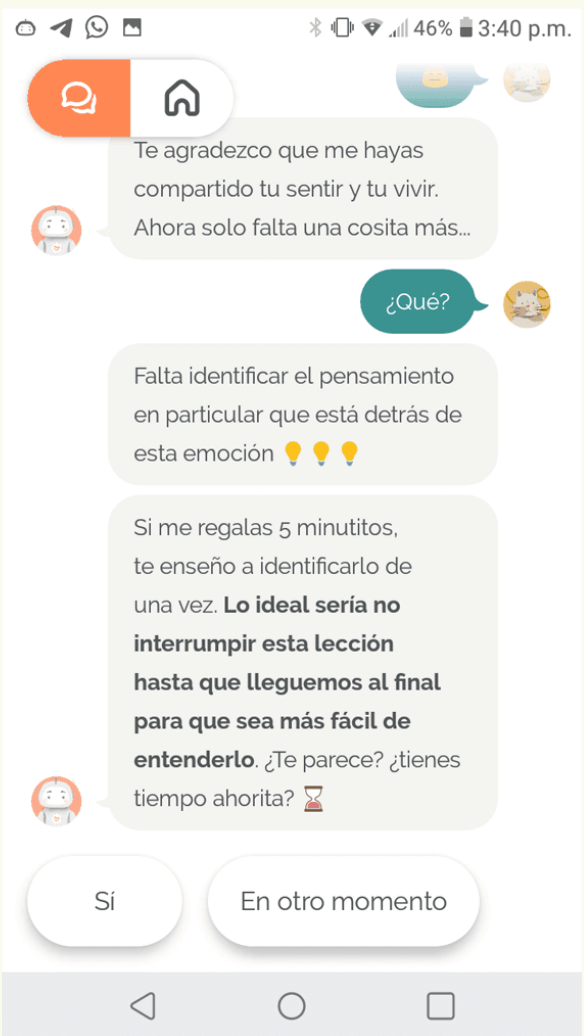 46% 3:40 p.m.
Te agradezco que me hayas
compartido tu sentir y tu vivir.
Ahora solo falta una cosita más...
¿Qué?
Falta identificar el pensamiento
en particular que está detrás de
esta emoción 💡💡💡
Si me regalas 5 minutitos,
te enseño a identificarlo de
una vez. Lo ideal sería no
interrumpir esta lección
hasta que lleguemos al final
para que sea más fácil de
entenderlo. ¿Te parece? ¿tienes
tiempo ahorita? ⏳
Sí
En otro momento